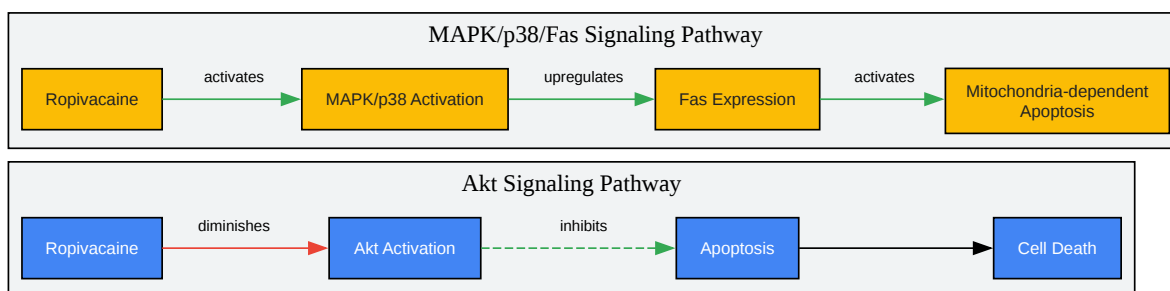 MAPK/p38/Fas Signaling Pathway
activates
upregulates
activates
Ropivacaine
MAPK/p38 Activation
Fas Expression
Mitochondria-dependent
Apoptosis
Akt Signaling Pathway
diminishes
inhibits
Ropivacaine
Akt Activation
Apoptosis
Cell Death